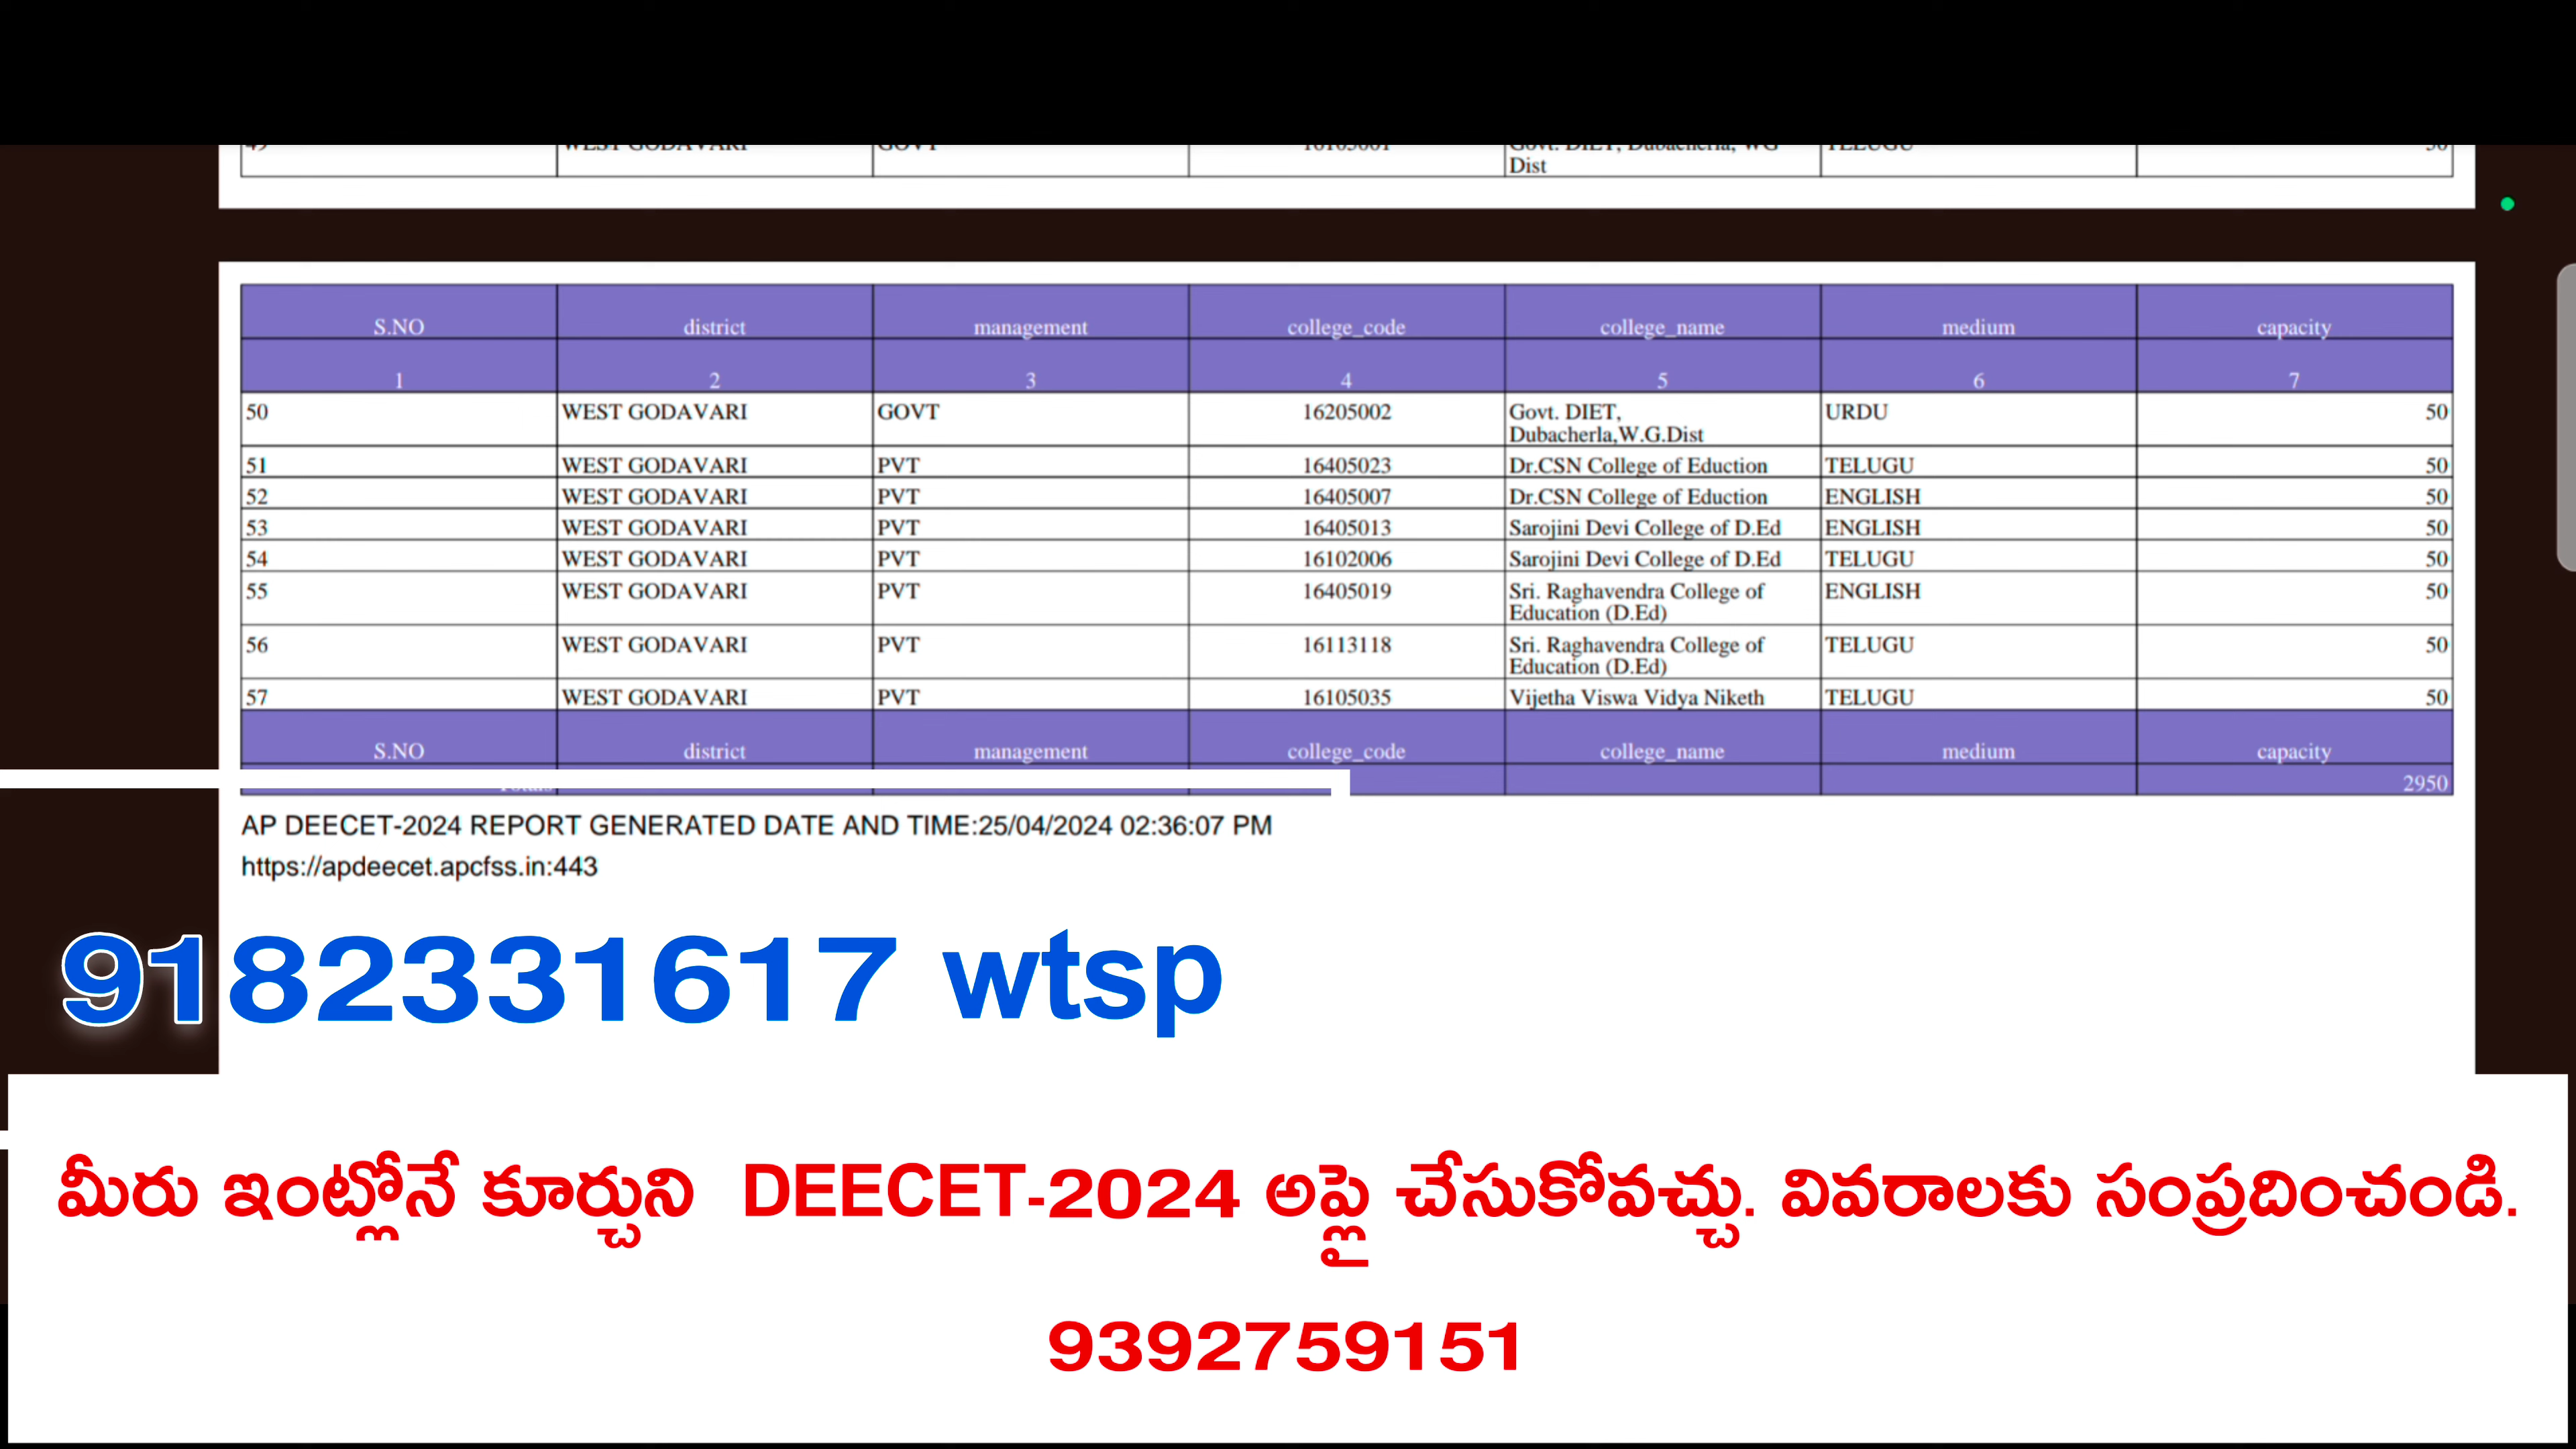 Dist
S.NO district management college_code college_name medium capacity
1 2 3 4 5 6 7
50 WEST GODAVARI GOVT 16205002 Govt. DIET, URDU 50
Dubacherla,W.G.Dist
51 WEST GODAVARI PVT 16405023 Dr.CSN College of Eduction TELUGU 50
52 WEST GODAVARI PVT 16405007 Dr.CSN College of Eduction ENGLISH 50
53 WEST GODAVARI PVT 16405013 Sarojini Devi College of D.Ed ENGLISH 50
54 WEST GODAVARI PVT 16102006 Sarojini Devi College of D.Ed TELUGU 50
55 WEST GODAVARI PVT 16405019 Sri. Raghavendra College of ENGLISH 50
Education (D.Ed)
56 WEST GODAVARI PVT 16113118 Sri. Raghavendra College of TELUGU 50
Education (D.Ed)
57 WEST GODAVARI PVT 16105035 Vijetha Viswa Vidya Niketh TELUGU 50
S.NO district management college_code college_name medium capacity
2950
AP DEECET-2024 REPORT GENERATED DATE AND TIME:25/04/2024 02:36:07 PM
https://apdeecet.apcfss.in:443
9182331617 wtsp
మీరు ఇంట్లోనే కూర్చుని DEECET-2024 అప్లై చేసుకోవచ్చు. వివరాలకు సంప్రదించండి.
9392759151